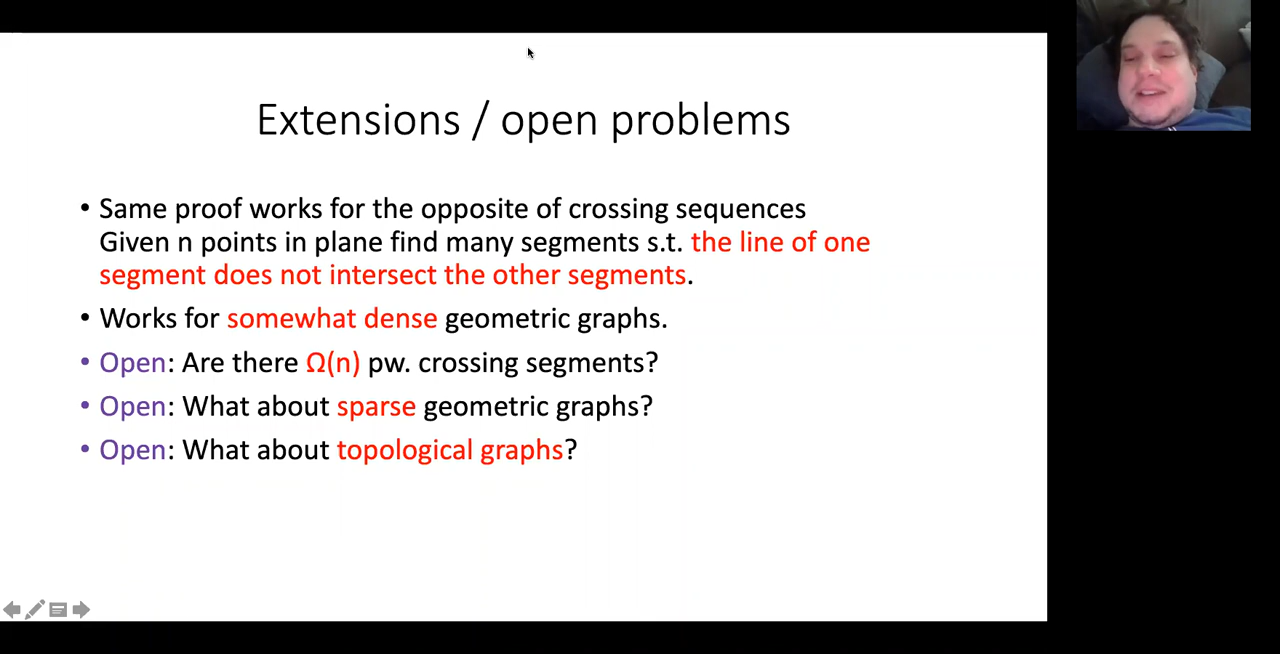 Extensions / open problems
• Same proof works for the opposite of crossing sequences
Given n points in plane find many segments s.t. the line of one
segment does not intersect the other segments.
• Works for somewhat dense geometric graphs.
• Open: Are there Ω(n) pw. crossing segments?
• Open: What about sparse geometric graphs?
• Open: What about topological graphs?